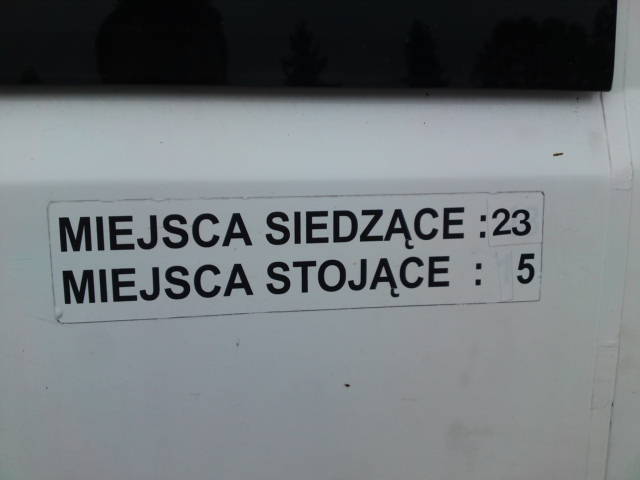 MIEJSCA SIEDZĄCE : 23
MIEJSCA STOJĄCE : 5